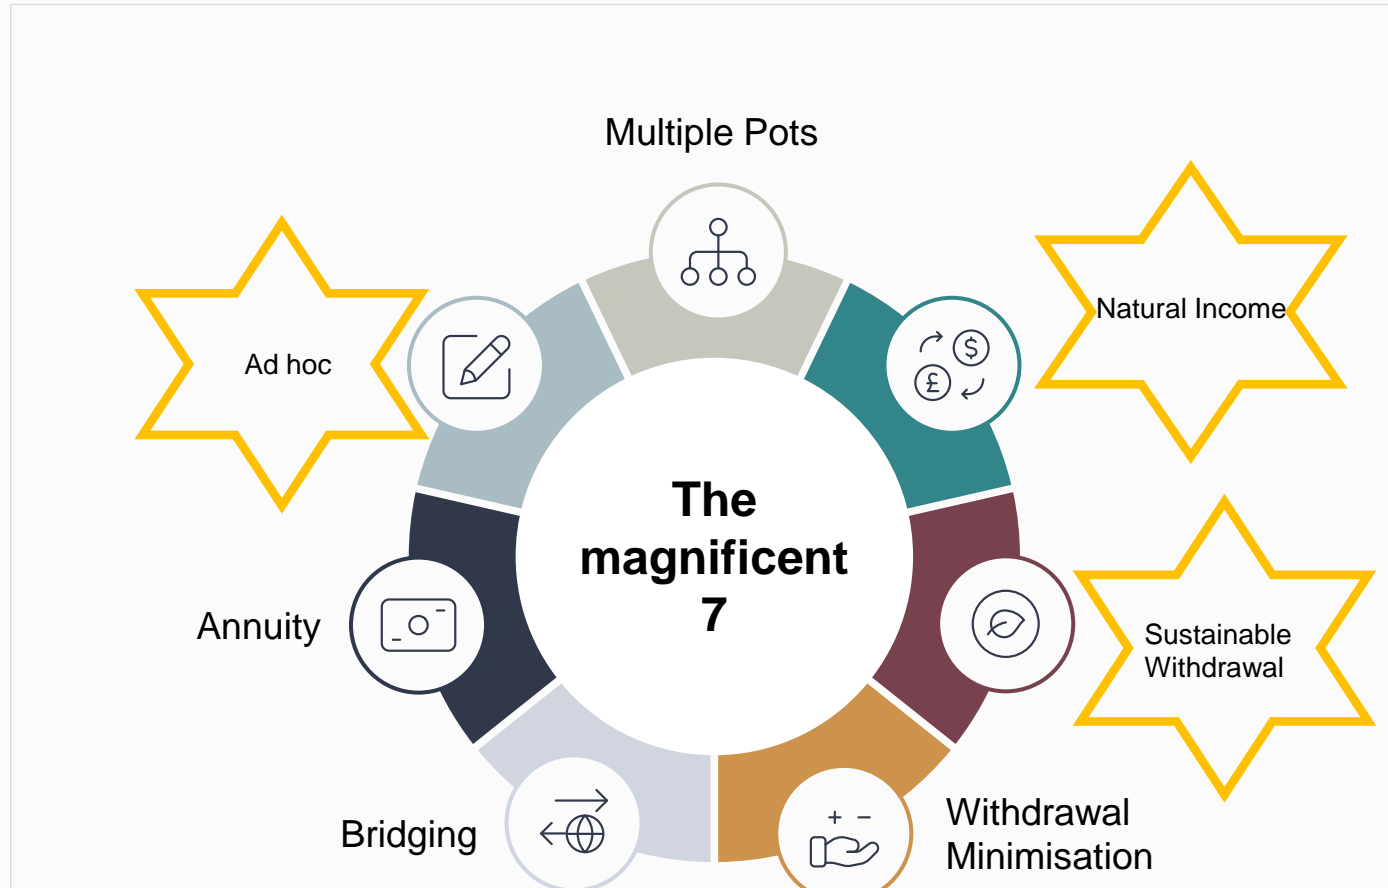 Multiple Pots
Natural Income
Ad hoc
$
£
The
magnificent
7
Annuity
Sustainable
Withdrawal
Bridging
+ −
Withdrawal
Minimisation